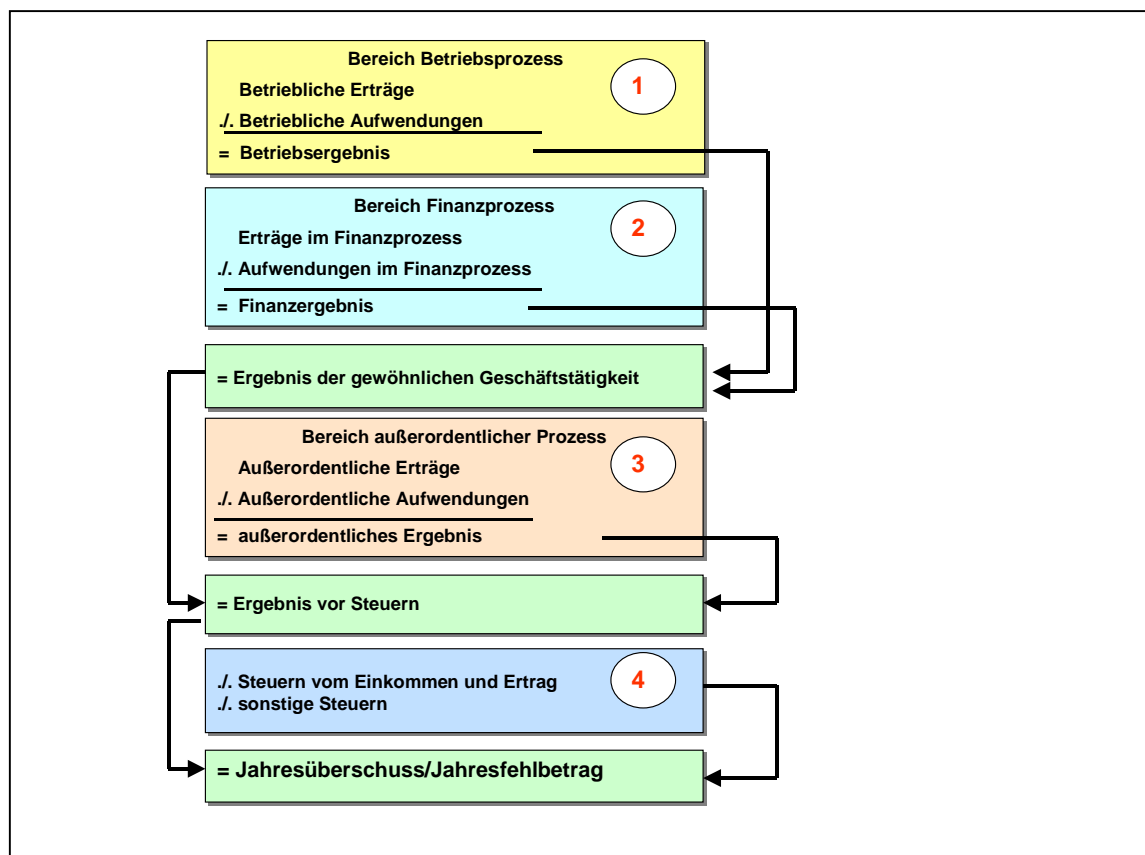 Bereich Betriebsprozess
1
Betriebliche Erträge
./. Betriebliche Aufwendungen
= Betriebsergebnis
Bereich Finanzprozess
2
Erträge im Finanzprozess
./. Aufwendungen im Finanzprozess
= Finanzergebnis
= Ergebnis der gewöhnlichen Geschäftstätigkeit
Bereich außerordentlicher Prozess
3
Außerordentliche Erträge
./. Außerordentliche Aufwendungen
= außerordentliches Ergebnis
= Ergebnis vor Steuern
4
./. Steuern vom Einkommen und Ertrag
./. sonstige Steuern
= Jahresüberschuss/Jahresfehlbetrag